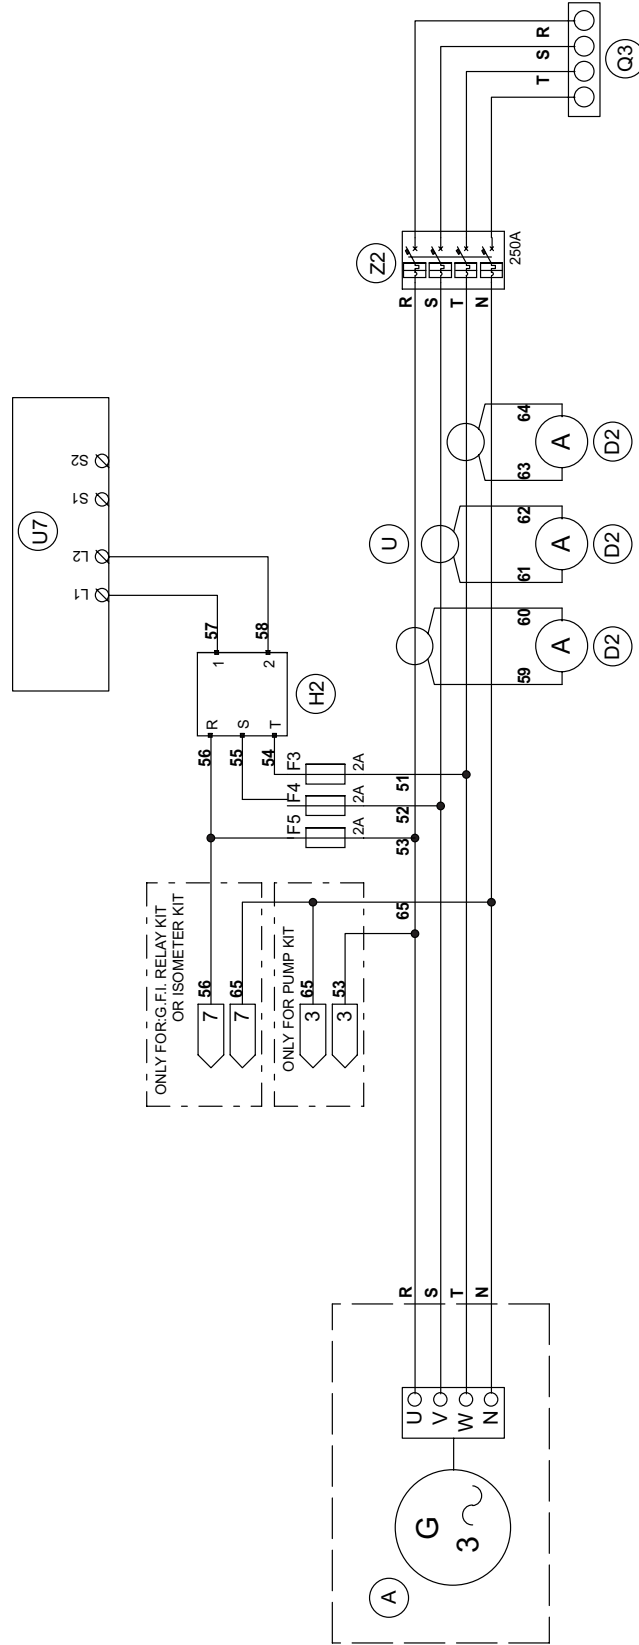 U7
L1
L2
S1
S2
57
58
1
2
R
S
T
H2
56
55
54
F5
F4
F3
2A
2A
2A
53
52
51
ONLY FOR:G.F.I. RELAY KIT
OR ISOMETER KIT
7
56
7
65
ONLY FOR PUMP KIT
3
65
3
53
65
A
G
3
U
V
W
N
R
S
T
N
U
59
60
A
D2
61
62
A
D2
63
64
A
D2
Z2
R
S
T
N
250A
R
S
T
Q3